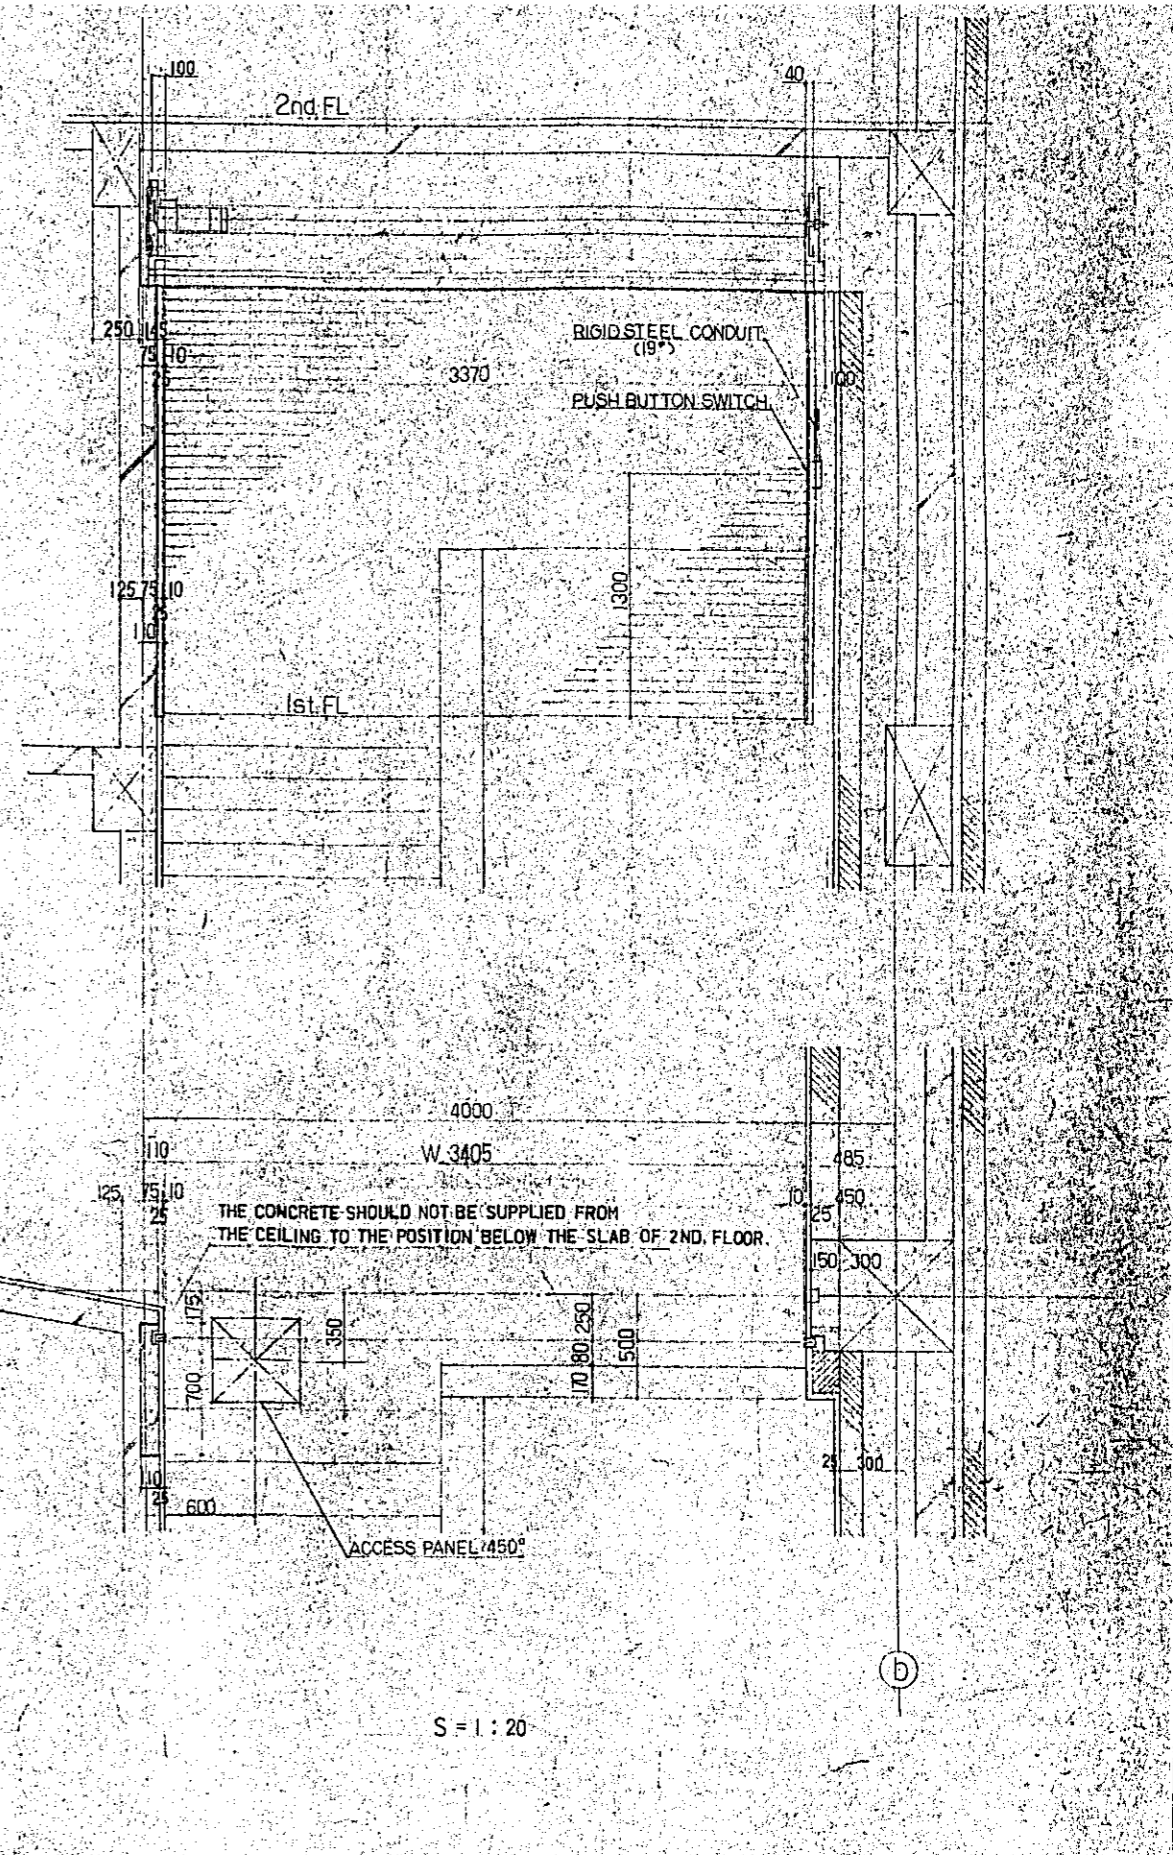 100
40
2nd. FL
250 145
75 10
RIGID STEEL CONDUIT
(19ᵠ)
3370
100
PUSH BUTTON SWITCH
1300
125 75 10
25
110
1st. FL
4000
110
W 3405
485
125 75 10
25
10 450
25
THE CONCRETE SHOULD NOT BE SUPPLIED FROM
THE CEILING TO THE POSITION BELOW THE SLAB OF 2ND. FLOOR.
150 300
175
350
170 80 250
500
700
110
25
25 300
600
ACCESS PANEL 450°
b
S = 1 : 20